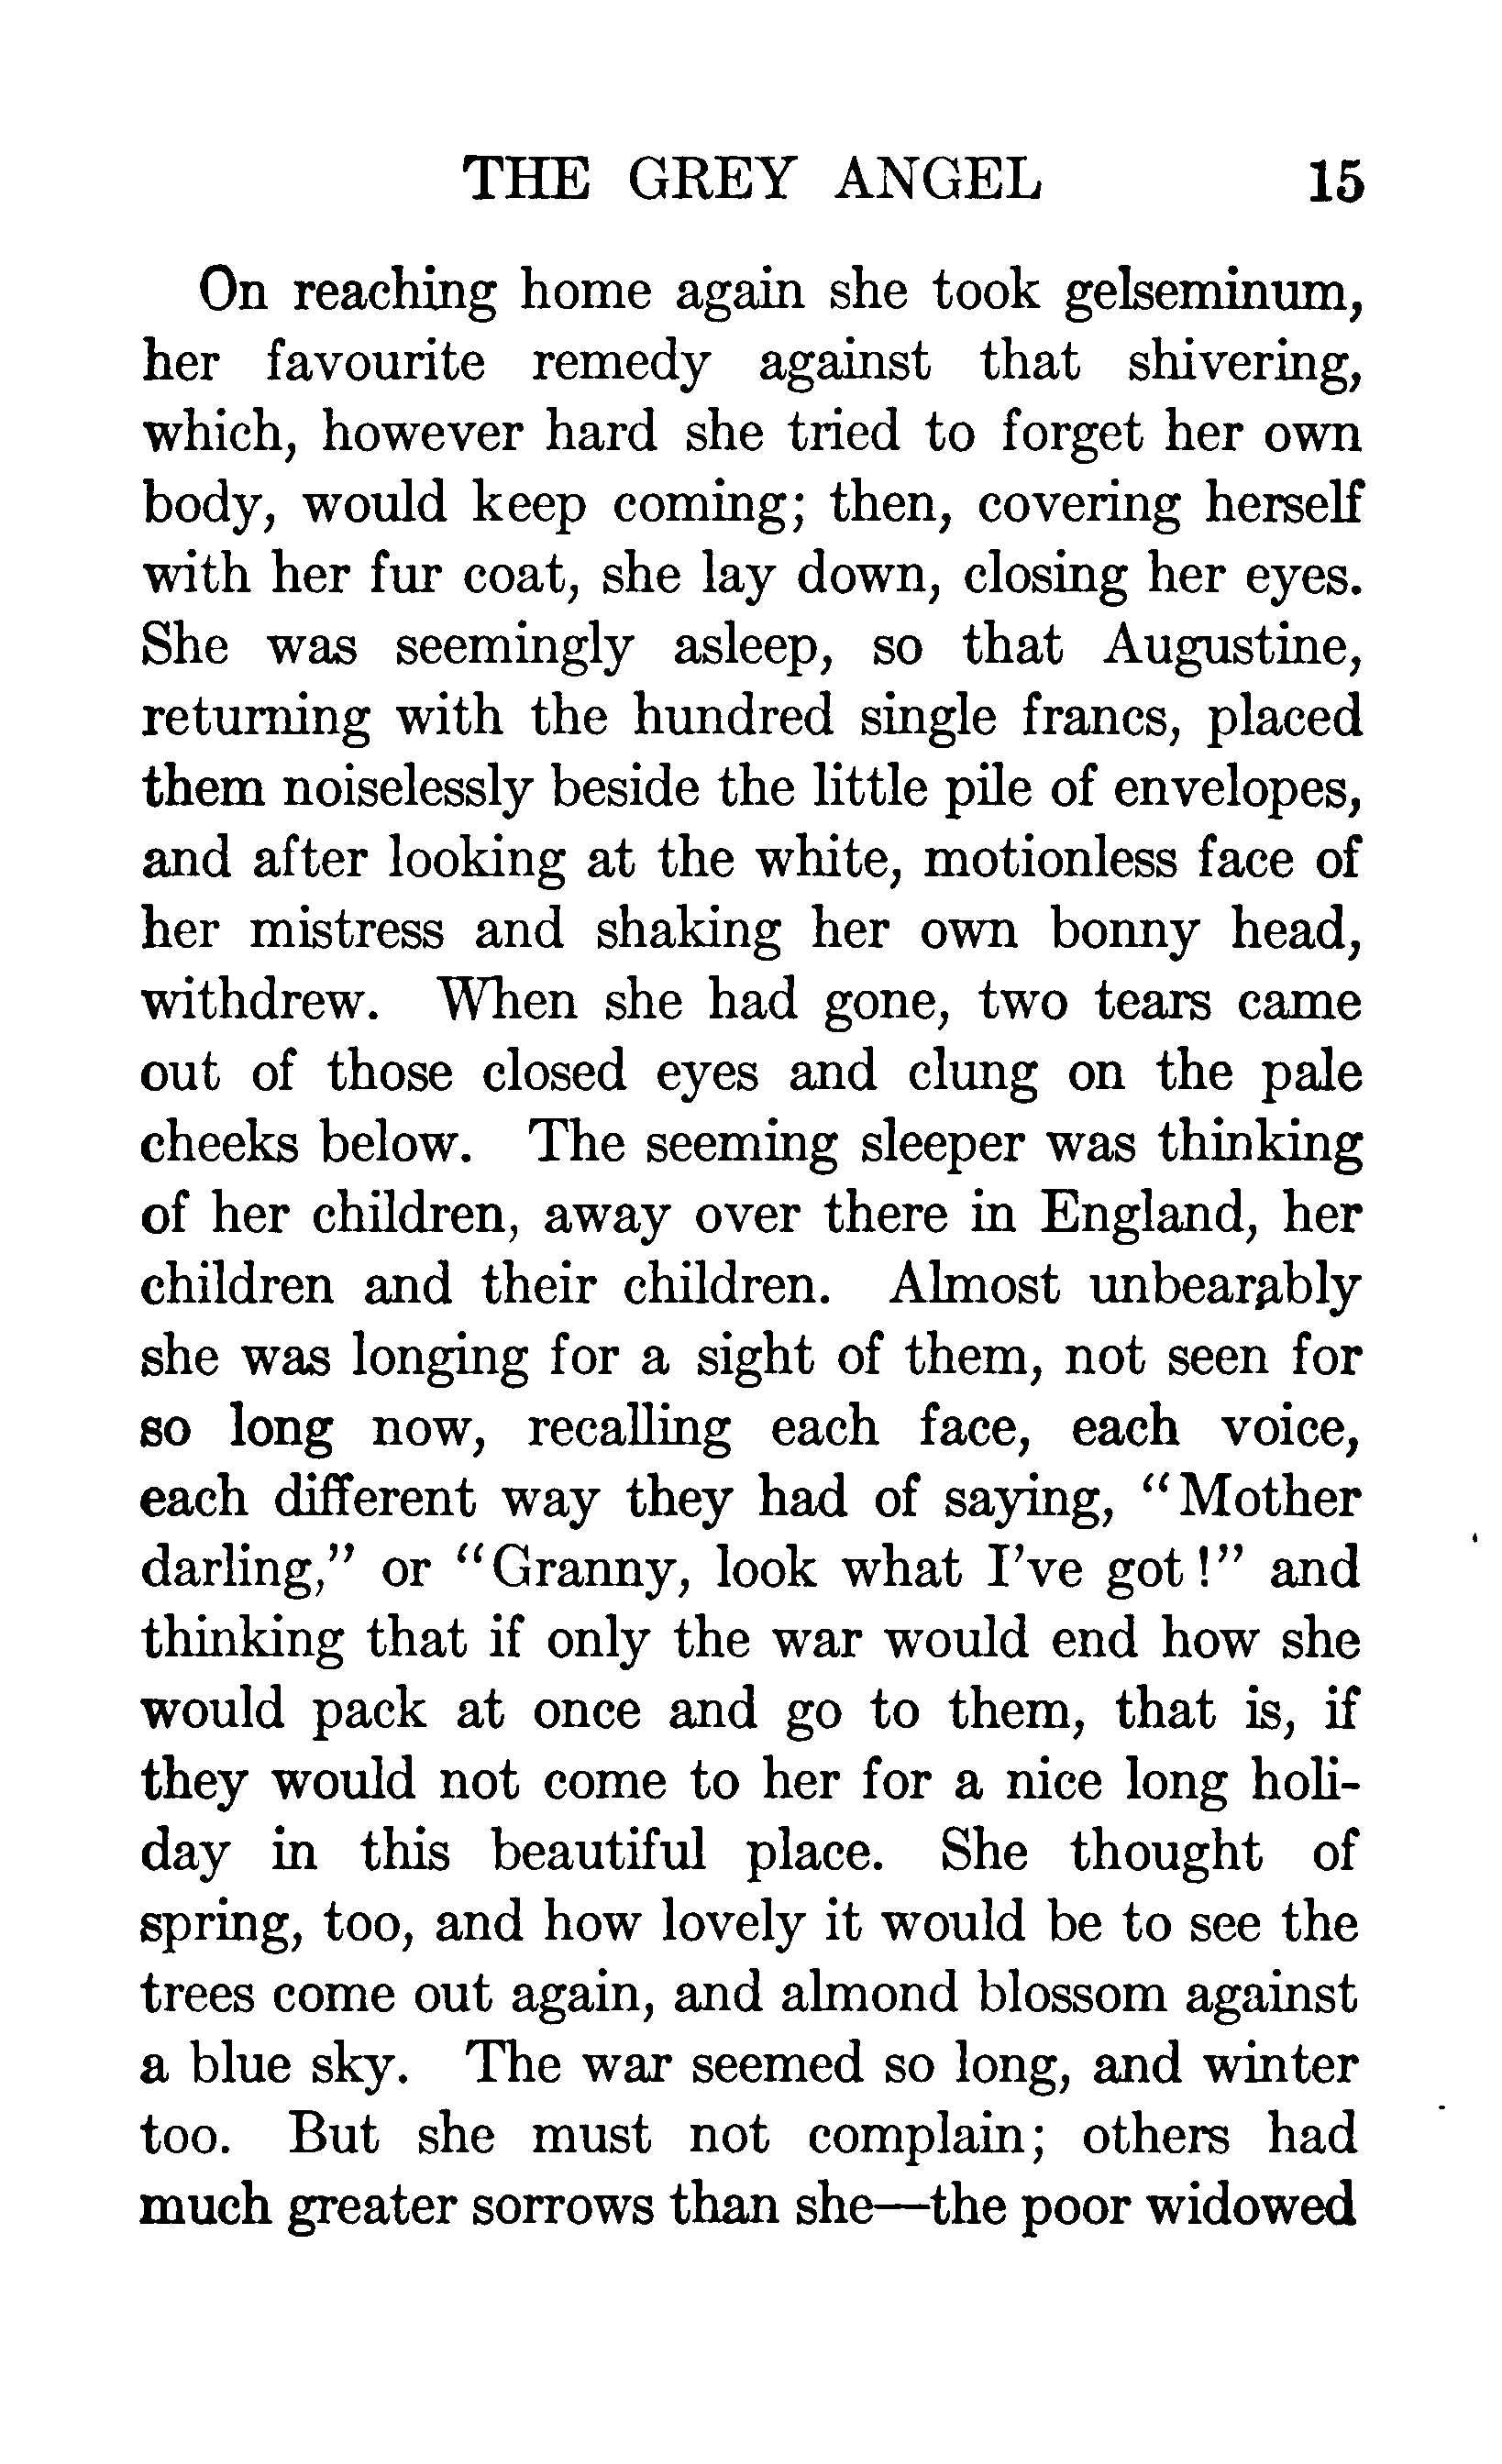 THE GREY ANGEL 15
On reaching home again she took gelseminum,
her favourite remedy against that shivering,
which, however hard she tried to forget her own
body, would keep coming; then, covering herself
with her fur coat, she lay down, closing her eyes.
She was seemingly asleep, so that Augustine,
returning with the hundred single francs, placed
them noiselessly beside the little pile of envelopes,
and after looking at the white, motionless face of
her mistress and shaking her own bonny head,
withdrew. When she had gone, two tears came
out of those closed eyes and clung on the pale
cheeks below. The seeming sleeper was thinking
of her children, away over there in England, her
children and their children. Almost unbearably
she was longing for a sight of them, not seen for
so long now, recalling each face, each voice,
each different way they had of saying, “Mother
darling,” or “Granny, look what I’ve got!” and
thinking that if only the war would end how she
would pack at once and go to them, that is, if
they would not come to her for a nice long holi-
day in this beautiful place. She thought of
spring, too, and how lovely it would be to see the
trees come out again, and almond blossom against
a blue sky. The war seemed so long, and winter
too. But she must not complain; others had
much greater sorrows than she—the poor widowed